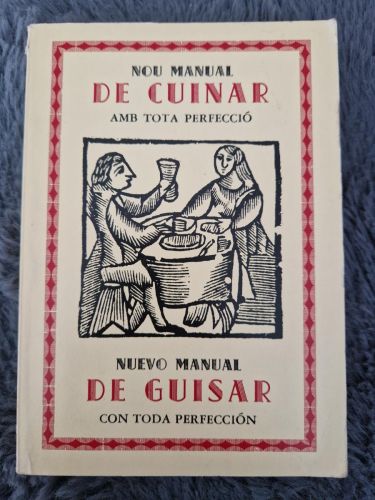 NOU MANUAL
DE CUINAR
AMB TOTA PERFECCIÓ
NUEVO MANUAL
DE GUISAR
CON TODA PERFECCIÓN